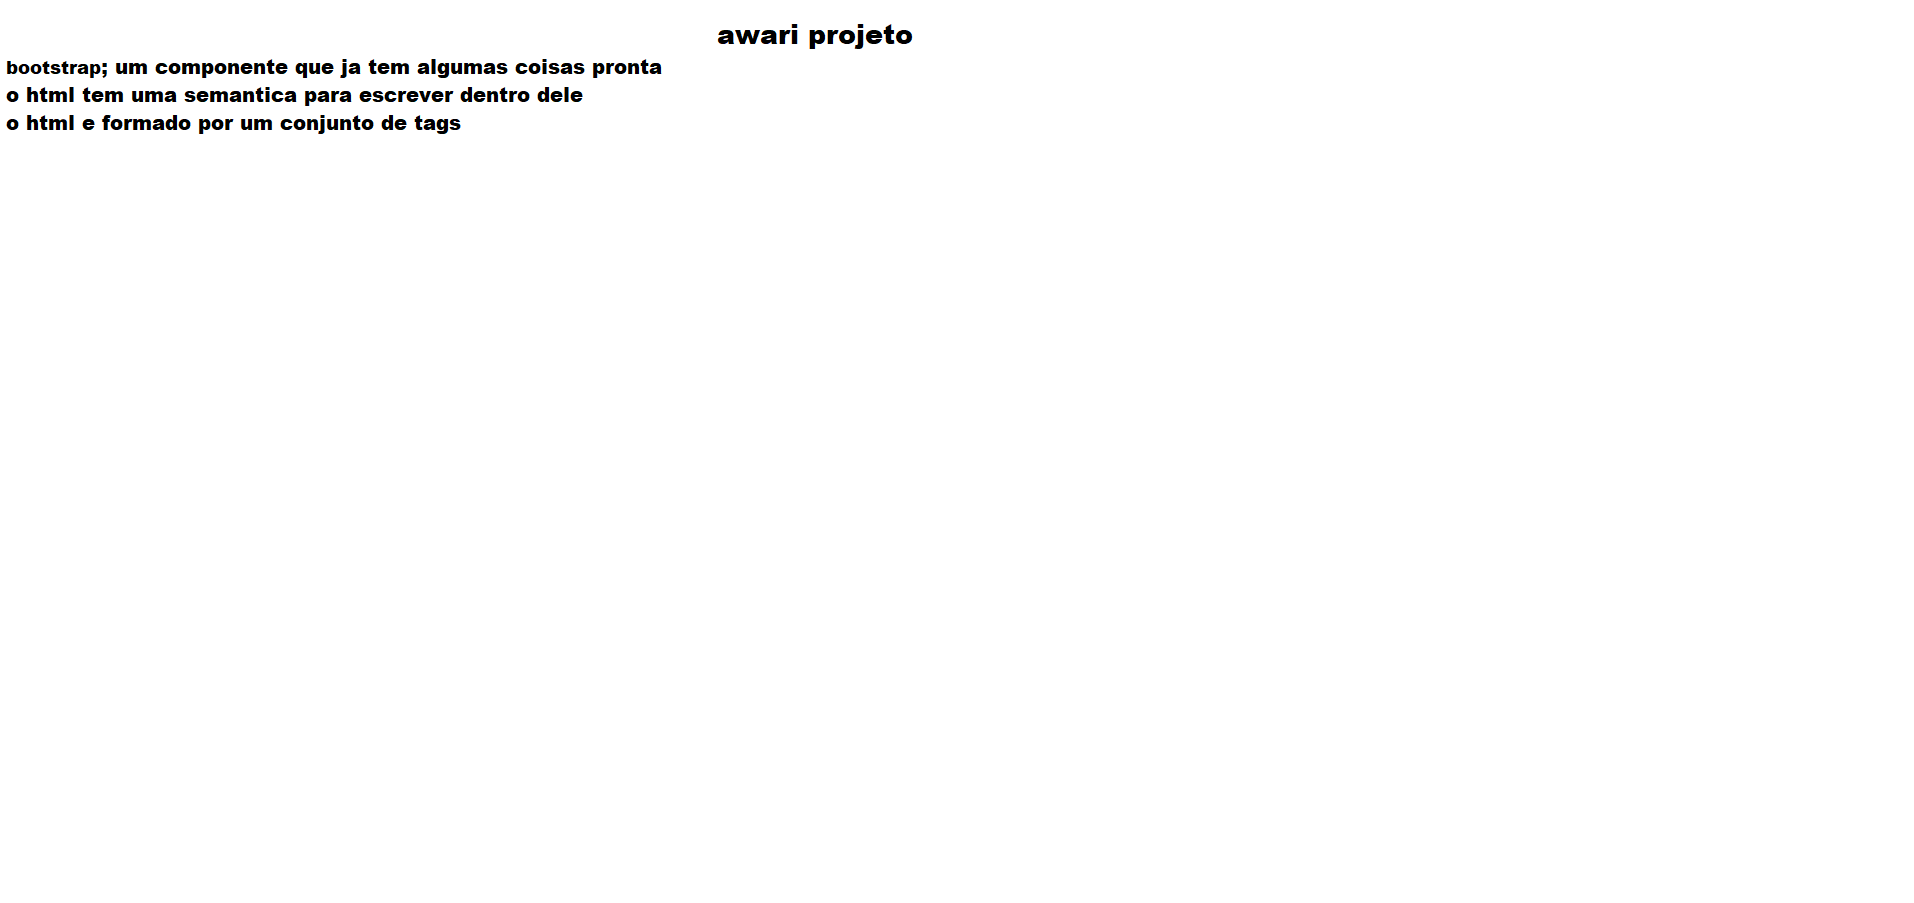 awari projeto
bootstrap; um componente que ja tem algumas coisas pronta
o html tem uma semantica para escrever dentro dele
o html e formado por um conjunto de tags